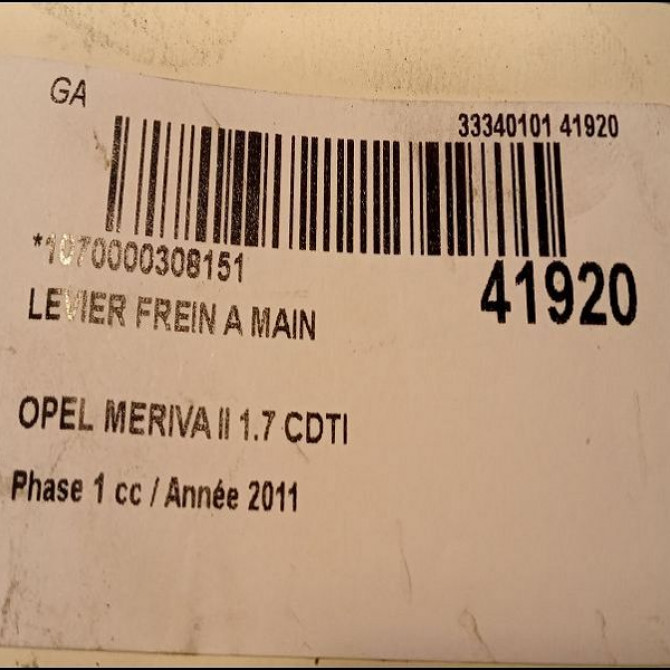 GA
33340101 41920
*1070000308151
41920
LEVIER FREIN A MAIN
OPEL MERIVA II 1.7 CDTI
Phase 1 cc / Année 2011